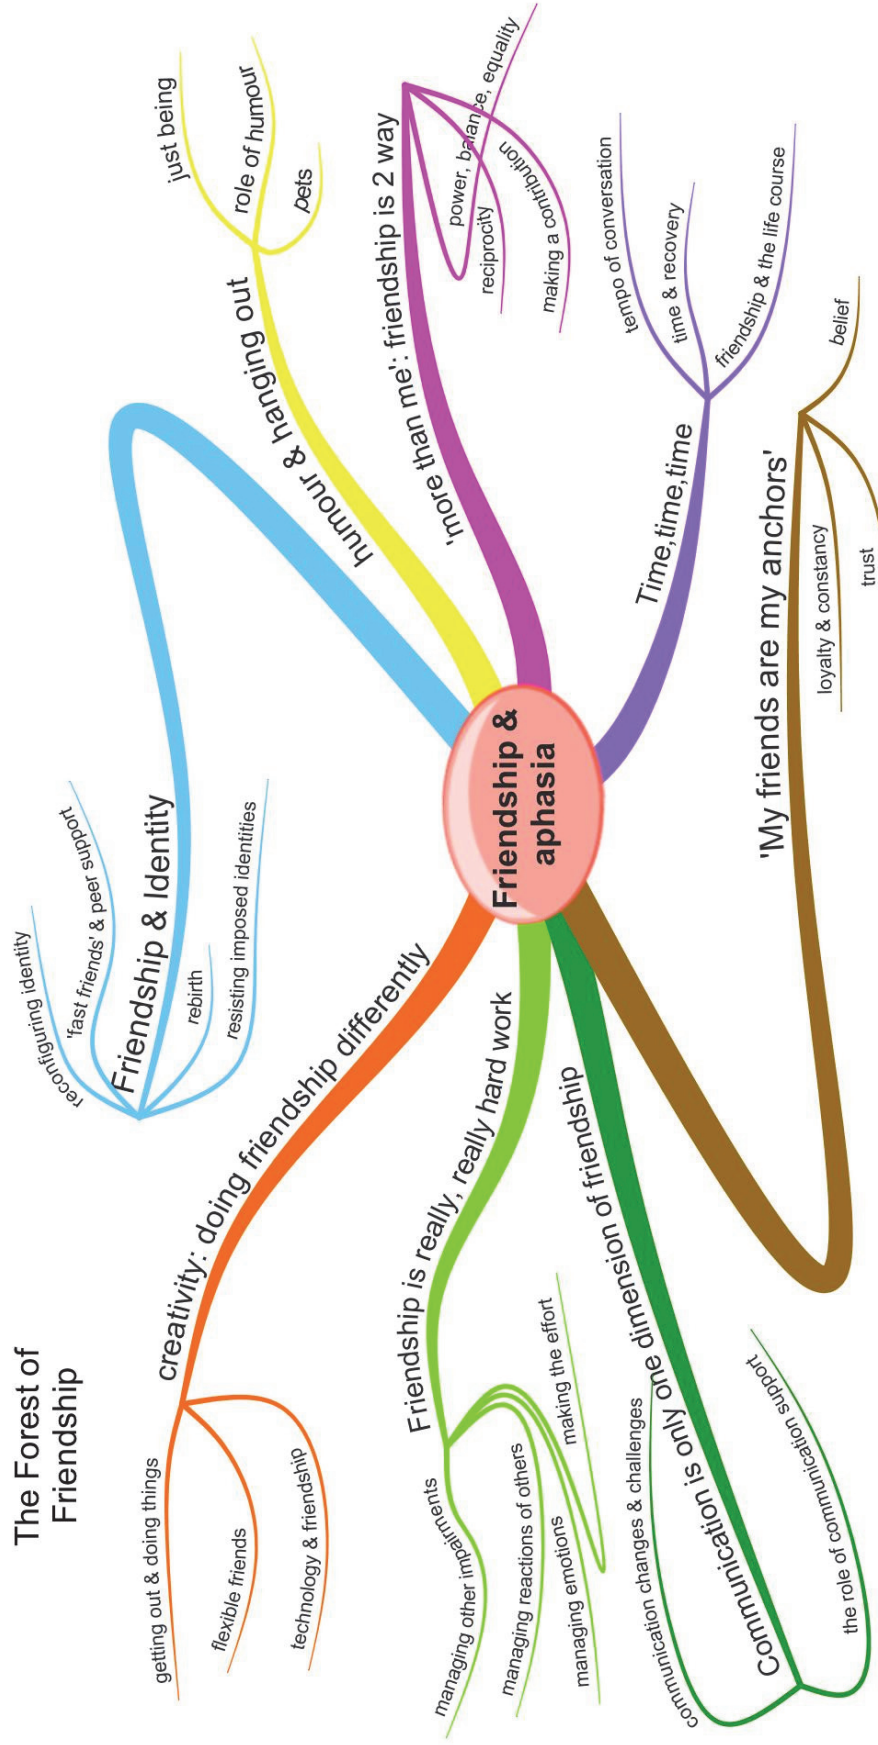 The Forest of
Friendship
Friendship &
aphasia
Friendship & Identity
reconfiguring identity
'fast friends' & peer support
rebirth
resisting imposed identities
humour & hanging out
just being
role of humour
pets
'more than me': friendship is 2 way
power, balance, equality
reciprocity
making a contribution
Time,time,time
tempo of conversation
time & recovery
friendship & the life course
'My friends are my anchors'
belief
trust
loyalty & constancy
Communication is only one dimension of friendship
communication changes & challenges
the role of communication support
Friendship is really, really hard work
managing other impairments
managing reactions of others
managing emotions
making the effort
creativity: doing friendship differently
getting out & doing things
flexible friends
technology & friendship